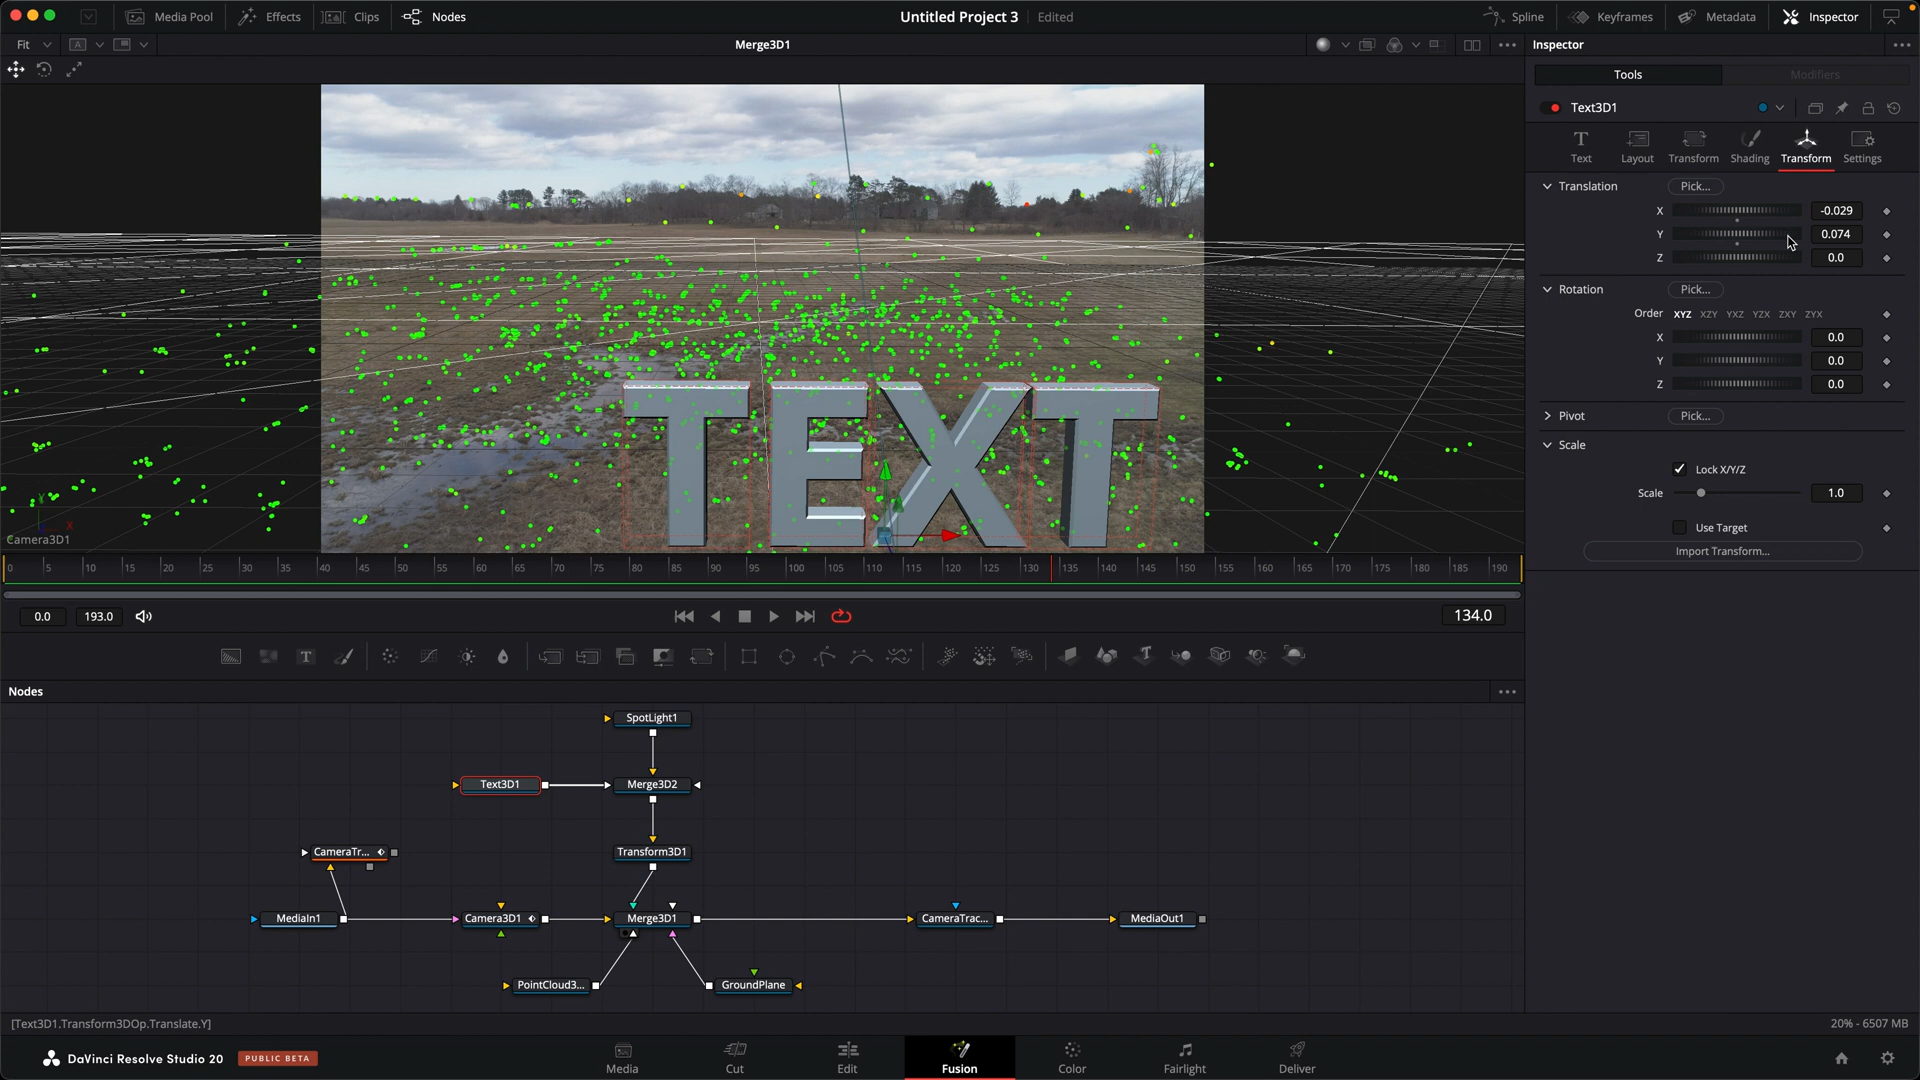 Media Pool
Effects
Clips
Nodes
Untitled Project 3
Edited
Spline
Keyframes
Metadata
Inspector
Fit
A
Merge3D1
Inspector
Tools
Modifiers
Text3D1
T
Text
Layout
Transform
Shading
Transform
Settings
Translation
Pick...
X
-0.029
Y
0.074
Z
0.0
Rotation
Pick...
Order
XYZ XZY YXZ YZX ZXY ZYX
X
0.0
Y
0.0
Z
0.0
Pivot
Pick...
Scale
Lock X/Y/Z
Scale
1.0
Use Target
Import Transform...
TEXT
Y
X
Camera3D1
0 5 10 15 20 25 30 35 40 45 50 55 60 65 70 75 80 85 90 95 100 105 110 115 120 125 130 135 140 145 150 155 160 165 170 175 180 185 190
0.0
193.0
134.0
T
T
Nodes
SpotLight1
Text3D1
Merge3D2
CameraTr...
Transform3D1
MediaIn1
Camera3D1
Merge3D1
CameraTrac...
MediaOut1
PointCloud3...
GroundPlane
[Text3D1.Transform3DOp.Translate.Y]
20% - 6507 MB
DaVinci Resolve Studio 20
PUBLIC BETA
Media
Cut
Edit
Fusion
Color
Fairlight
Deliver